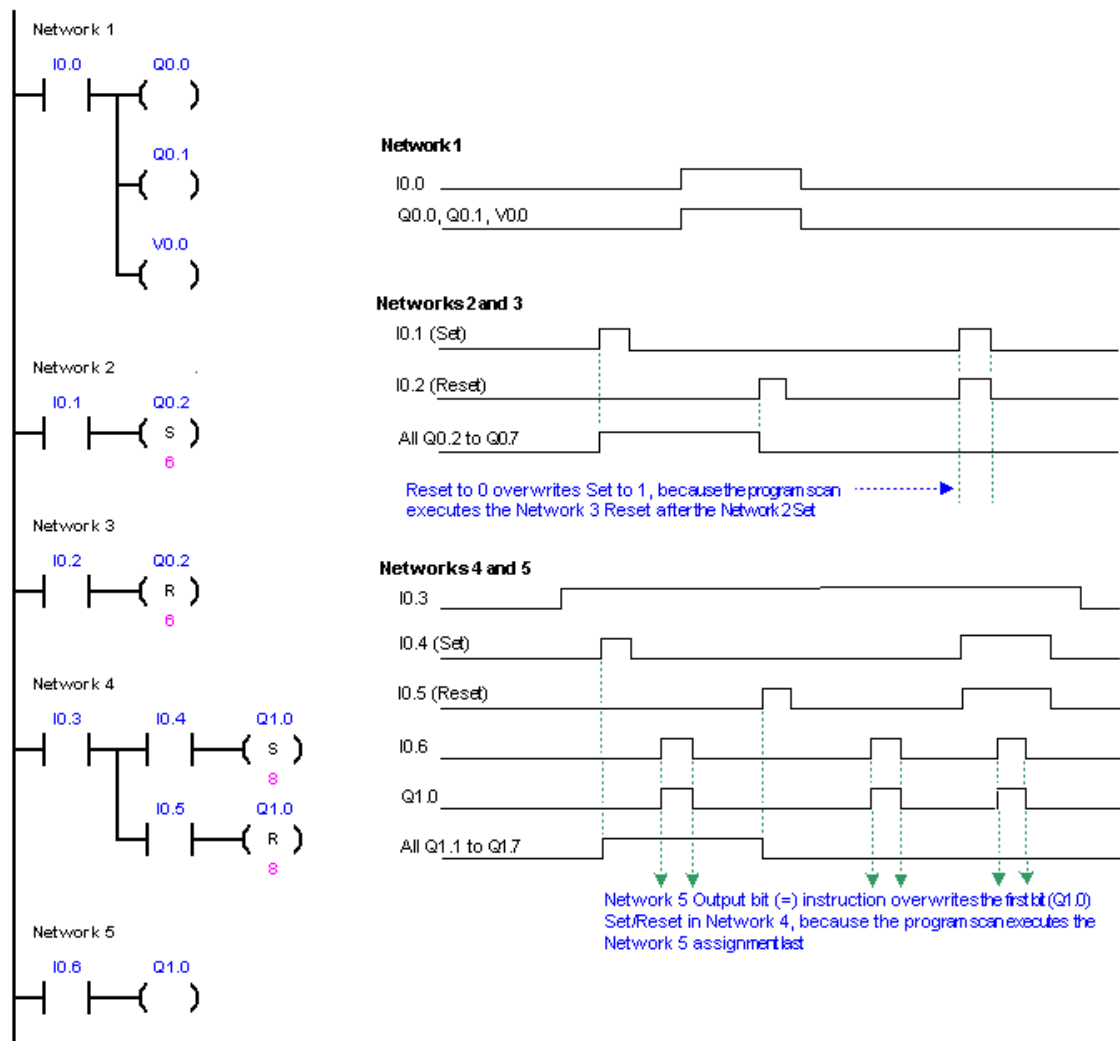 Network 1
I0.0 Q0.0
Q0.1
V0.0
Network 2
I0.1 Q0.2
S
6
Network 3
I0.2 Q0.2
R
6
Network 4
I0.3 I0.4 Q1.0
S
8
I0.5 Q1.0
R
8
Network 5
I0.6 Q1.0
Network 1
I0.0
Q0.0, Q0.1, V0.0
Networks 2 and 3
I0.1 (Set)
I0.2 (Reset)
All Q0.2 to Q0.7
Reset to 0 overwrites Set to 1, because the program scan
executes the Network 3 Reset after the Network 2 Set
Networks 4 and 5
I0.3
I0.4 (Set)
I0.5 (Reset)
I0.6
Q1.0
All Q1.1 to Q1.7
Network 5 Output bit (=) instruction overwrites the first bit (Q1.0)
Set/Reset in Network 4, because the program scan executes the
Network 5 assignment last